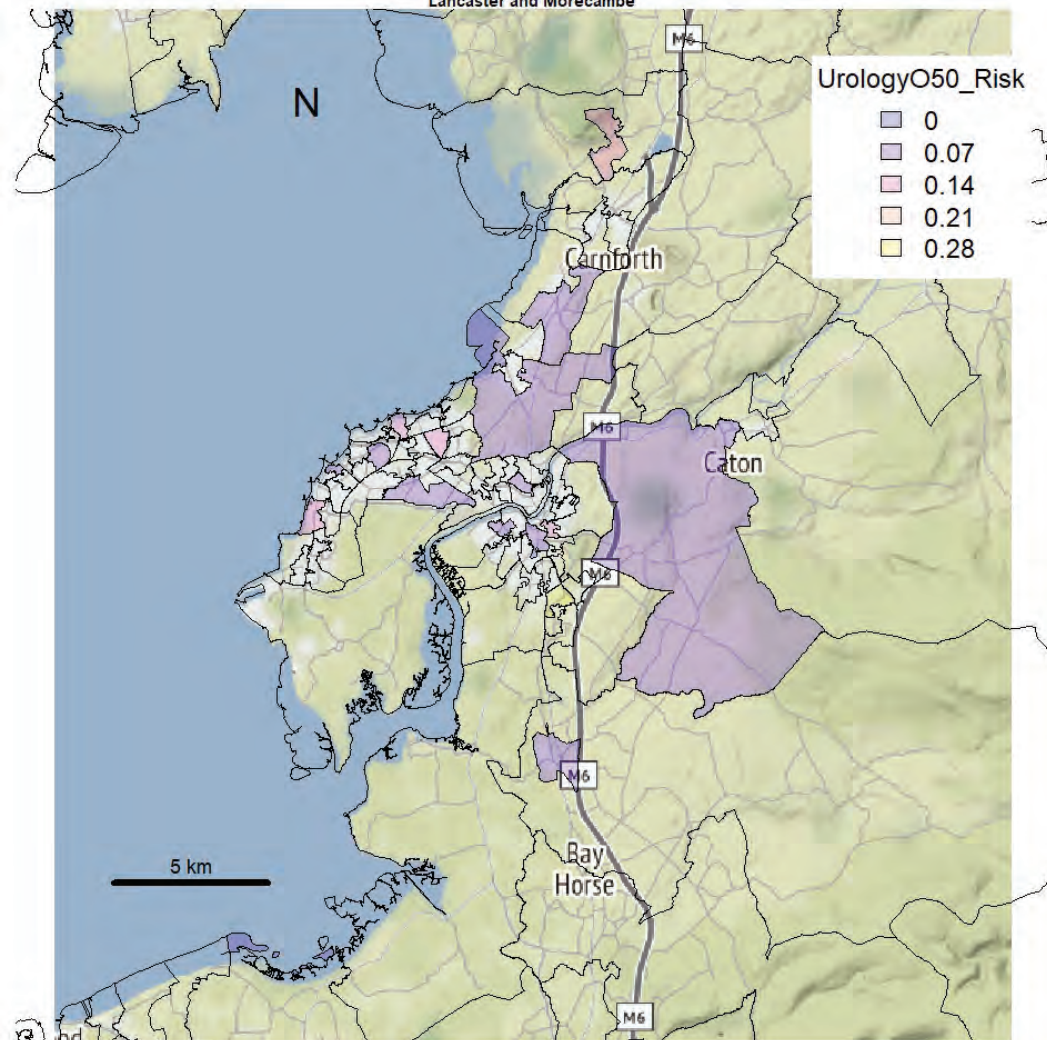 Lancaster and Morecambe
M6
N
UrologyO50_Risk
0
0.07
0.14
0.21
0.28
Carnforth
M6
Caton
M6
M6
5 km
Bay
Horse
M6